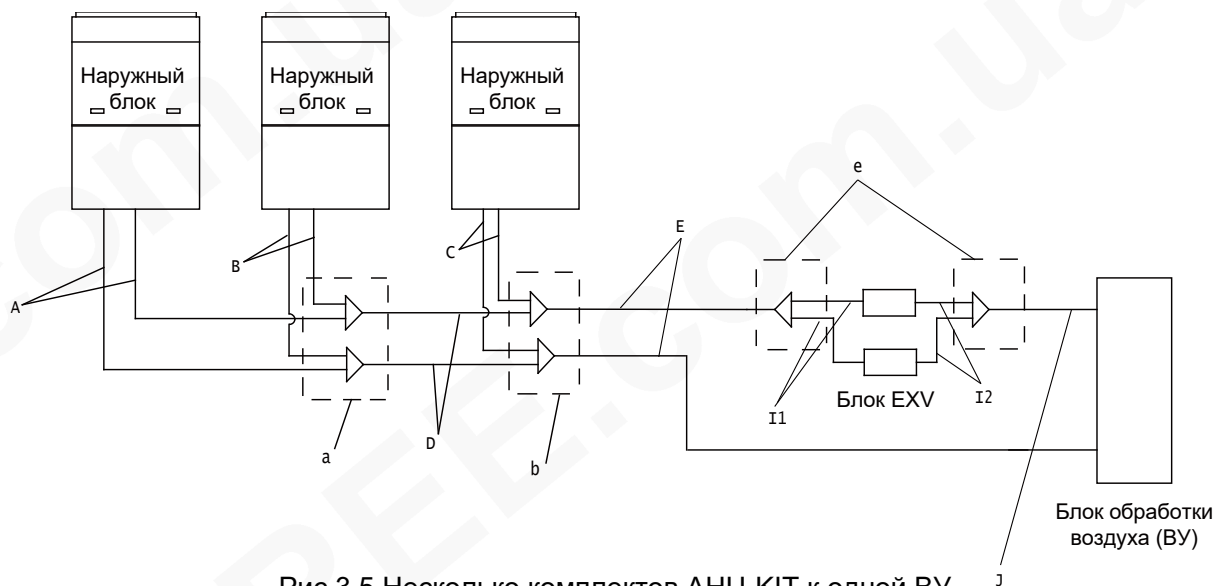 Наружный
блок
Наружный
блок
Наружный
блок
e
E
C
B
A
Блок EXV
I1
I2
D
a
b
Блок обработки
воздуха (ВУ)
J
Рис.3.5 Несколько комплектов AHU-KIT к одной ВУ